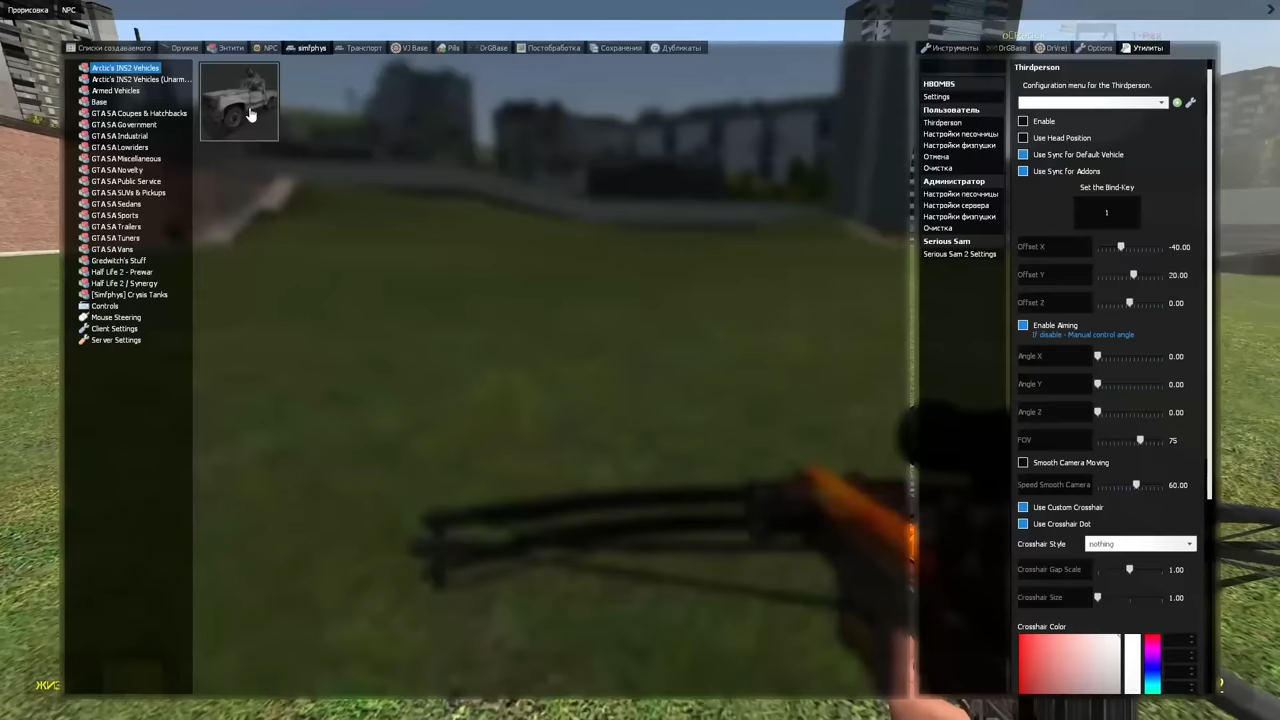 Прорисовка NPC
Списки создаваемого Оружие Энтити NPC simfphys Транспорт VJ Base Pills DrGBase Постобработка Сохранения Дубликаты
Arctic's INS2 Vehicles
Arctic's INS2 Vehicles (Unarm...
Armed Vehicles
Base
GTA SA Coupes & Hatchbacks
GTA SA Government
GTA SA Industrial
GTA SA Lowriders
GTA SA Miscellaneous
GTA SA Novelty
GTA SA Public Service
GTA SA SUVs & Pickups
GTA SA Sedans
GTA SA Sports
GTA SA Trailers
GTA SA Tuners
GTA SA Vans
Gredwitch's Stuff
Half Life 2 - Prewar
Half Life 2 / Synergy
[Simfphys] Crysis Tanks
Controls
Mouse Steering
Client Settings
Server Settings
Инструменты DrGBase DrVrej Options Утилиты
HBOMBS
Settings
Пользователь
Thirdperson
Настройки песочницы
Настройки физпушки
Отмена
Очистка
Администратор
Настройки песочницы
Настройки сервера
Настройки физпушки
Очистка
Serious Sam
Serious Sam 2 Settings
Thirdperson
Configuration menu for the Thirdperson.
Enable
Use Head Position
Use Sync for Default Vehicle
Use Sync for Addons
Set the Bind-Key
1
Offset X -40.00
Offset Y 20.00
Offset Z 0.00
Enable Aiming
If disable - Manual control angle
Angle X 0.00
Angle Y 0.00
Angle Z 0.00
FOV 75
Smooth Camera Moving
Speed Smooth Camera 60.00
Use Custom Crosshair
Use Crosshair Dot
Crosshair Style nothing
Crosshair Gap Scale 1.00
Crosshair Size 1.00
Crosshair Color